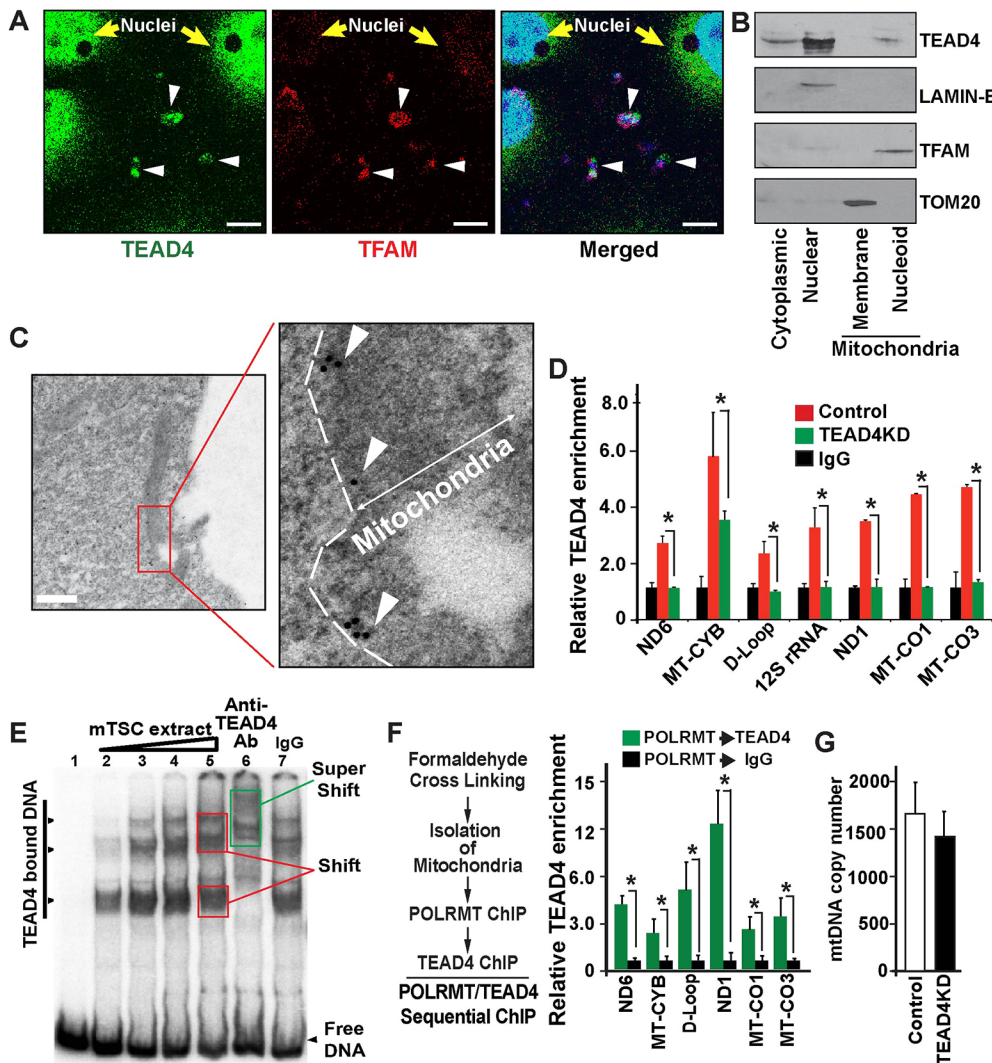 A
Nuclei
Nuclei
TEAD4
TFAM
Merged
B
TEAD4
LAMIN-B
TFAM
TOM20
Cytoplasmic
Nuclear
Membrane
Nucleoid
Mitochondria
C
Mitochondria
D
Relative TEAD4 enrichment
8.0
6.0
4.0
2.0
0.0
Control
TEAD4KD
IgG
* * * * * * *
ND6
MT-CYB
D-Loop
12S rRNA
ND1
MT-CO1
MT-CO3
E
mTSC extract
Anti-
TEAD4
Ab
IgG
1 2 3 4 5 6 7
TEAD4 bound DNA
Super
Shift
Shift
Free
DNA
F
Formaldehyde
Cross Linking
Isolation
of
Mitochondria
POLRMT ChIP
TEAD4 ChIP
POLRMT/TEAD4
Sequential ChIP
POLRMT TEAD4
POLRMT IgG
Relative TEAD4 enrichment
15
12
6
3
0
* * * * * *
ND6
MT-CYB
D-Loop
ND1
MT-CO1
MT-CO3
G
mtDNA copy number
2000
1500
1000
500
0
Control
TEAD4KD